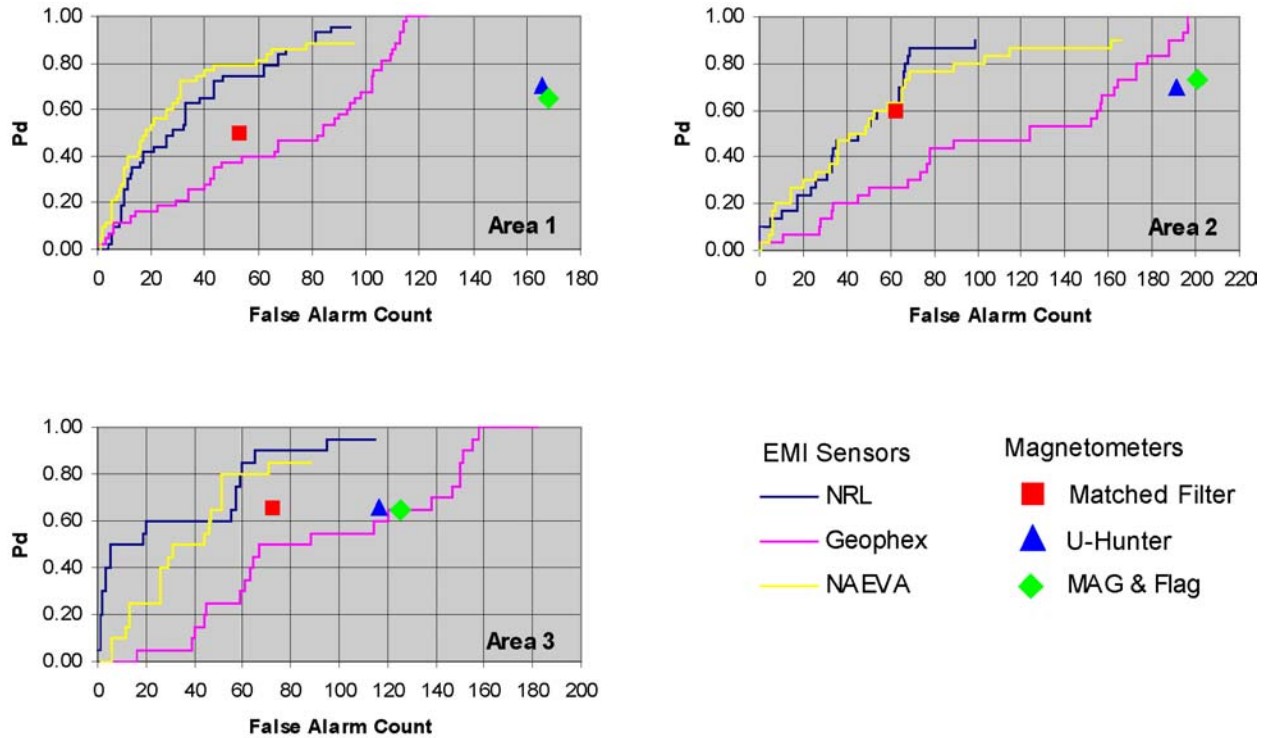 1.00
0.80
0.60
0.40
0.20
0.00
Pd
Area 1
0 20 40 60 80 100 120 140 160 180
False Alarm Count
1.00
0.80
0.60
0.40
0.20
0.00
Pd
Area 2
0 20 40 60 80 100 120 140 160 180 200 220
False Alarm Count
1.00
0.80
0.60
0.40
0.20
0.00
Pd
Area 3
0 20 40 60 80 100 120 140 160 180 200
False Alarm Count
EMI Sensors
NRL
Geophex
NAEVA
Magnetometers
Matched Filter
U-Hunter
MAG & Flag